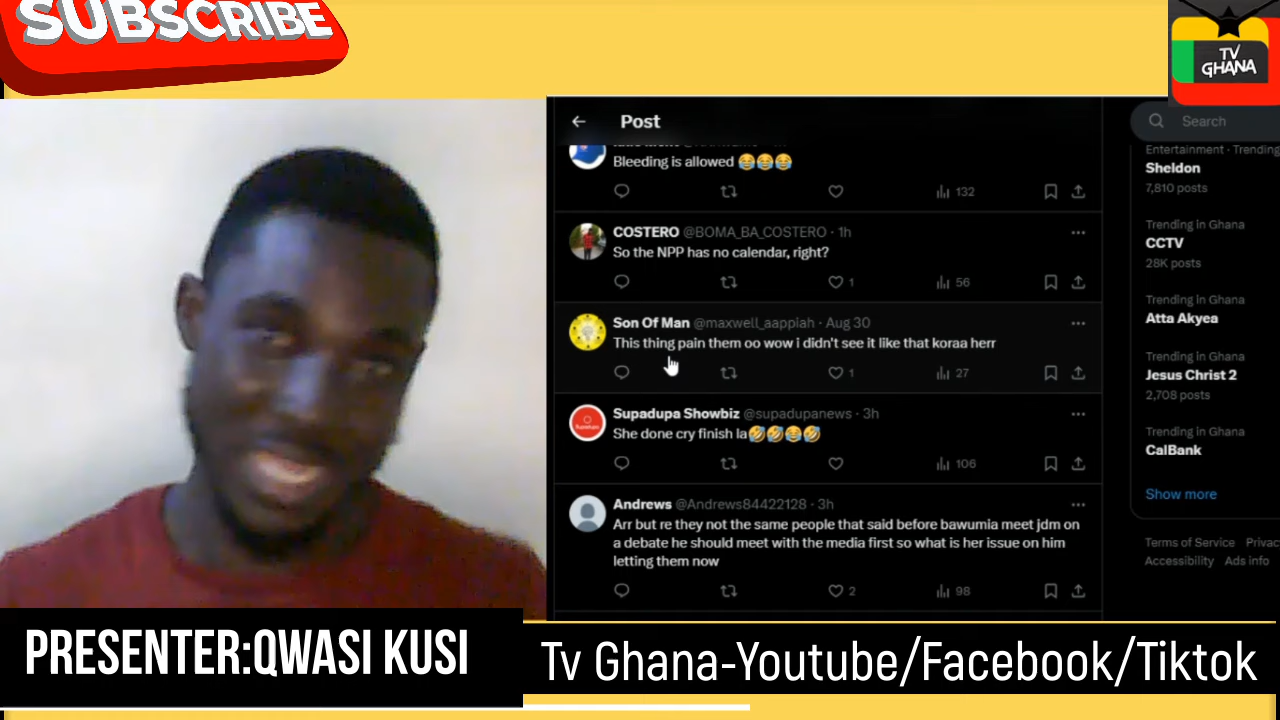 SUBSCRIBE
TV
GHANA
Post
Search
Bleeding is allowed 😂😂😂
132
COSTERO @BOMA_BA_COSTERO · 1h
So the NPP has no calendar, right?
1
56
Son Of Man @maxwell_aappiah · Aug 30
This thing pain them oo wow i didn't see it like that koraa herr
1
27
Supadupa Showbiz @supadupanews · 3h
She done cry finish la🤣🤣😂🤣
106
Andrews @Andrews84422128 · 3h
Arr but re they not the same people that said before bawumia meet jdm on
a debate he should meet with the media first so what is her issue on him
letting them now
2
98
Entertainment · Trending
Sheldon
7,810 posts
Trending in Ghana
CCTV
28K posts
Trending in Ghana
Atta Akyea
Trending in Ghana
Jesus Christ 2
2,708 posts
Trending in Ghana
CalBank
Show more
Terms of Service Privac
Accessibility Ads info
PRESENTER:QWASI KUSI
Tv Ghana-Youtube/Facebook/Tiktok